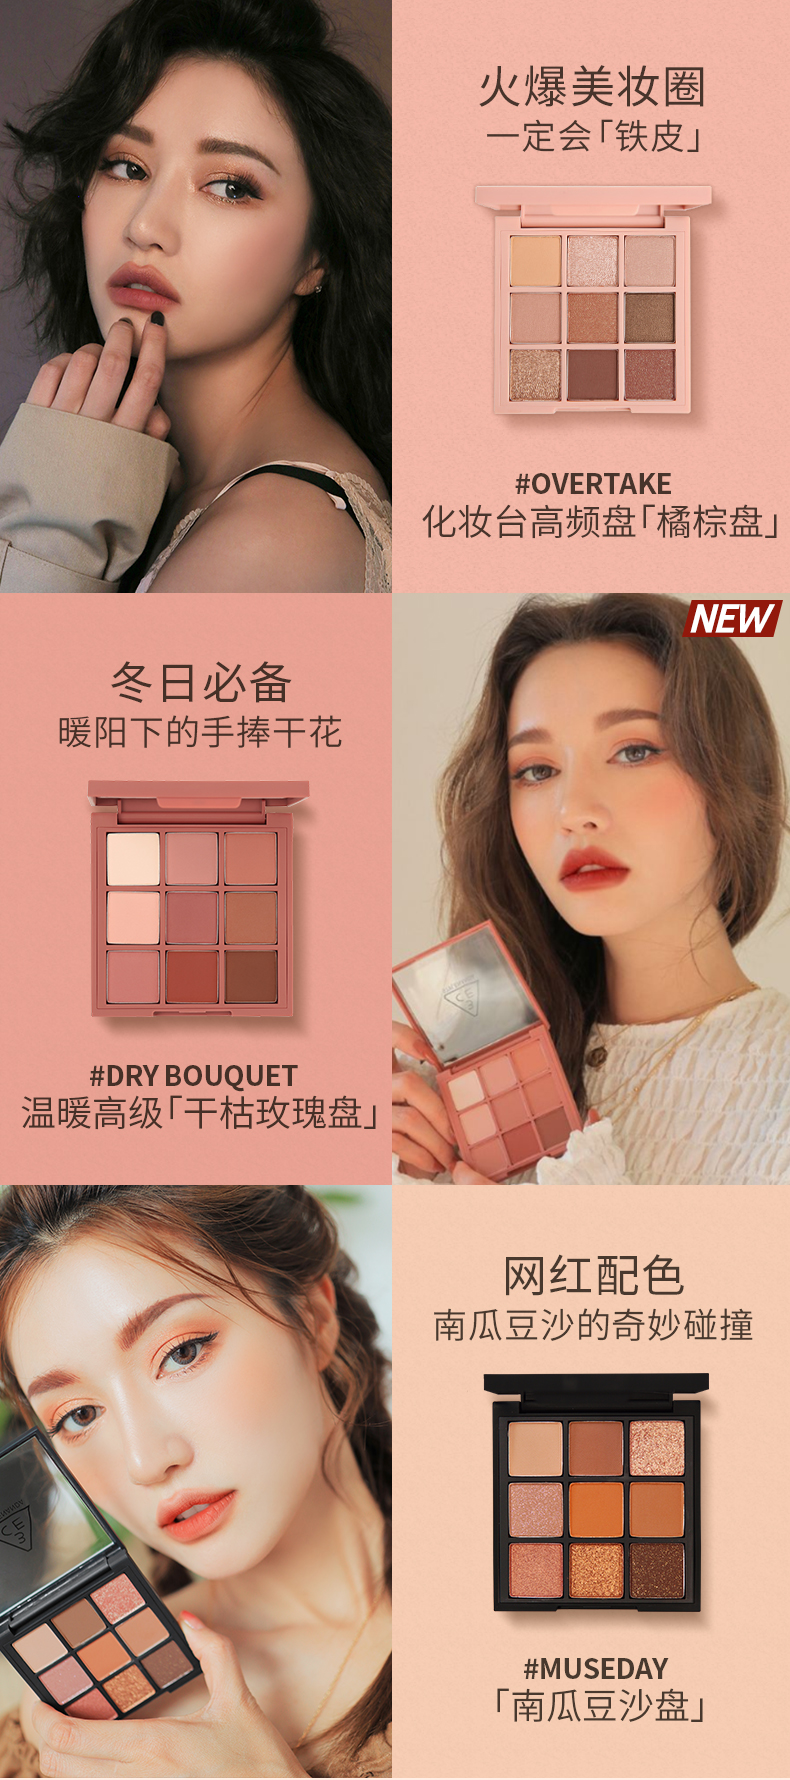 火爆美妆圈
一定会「铁皮」
#OVERTAKE
化妆台高频盘「橘棕盘」
NEW
冬日必备
暖阳下的手捧干花
#DRY BOUQUET
温暖高级「干枯玫瑰盘」
3CE
网红配色
南瓜豆沙的奇妙碰撞
3CE
#MUSEDAY
「南瓜豆沙盘」